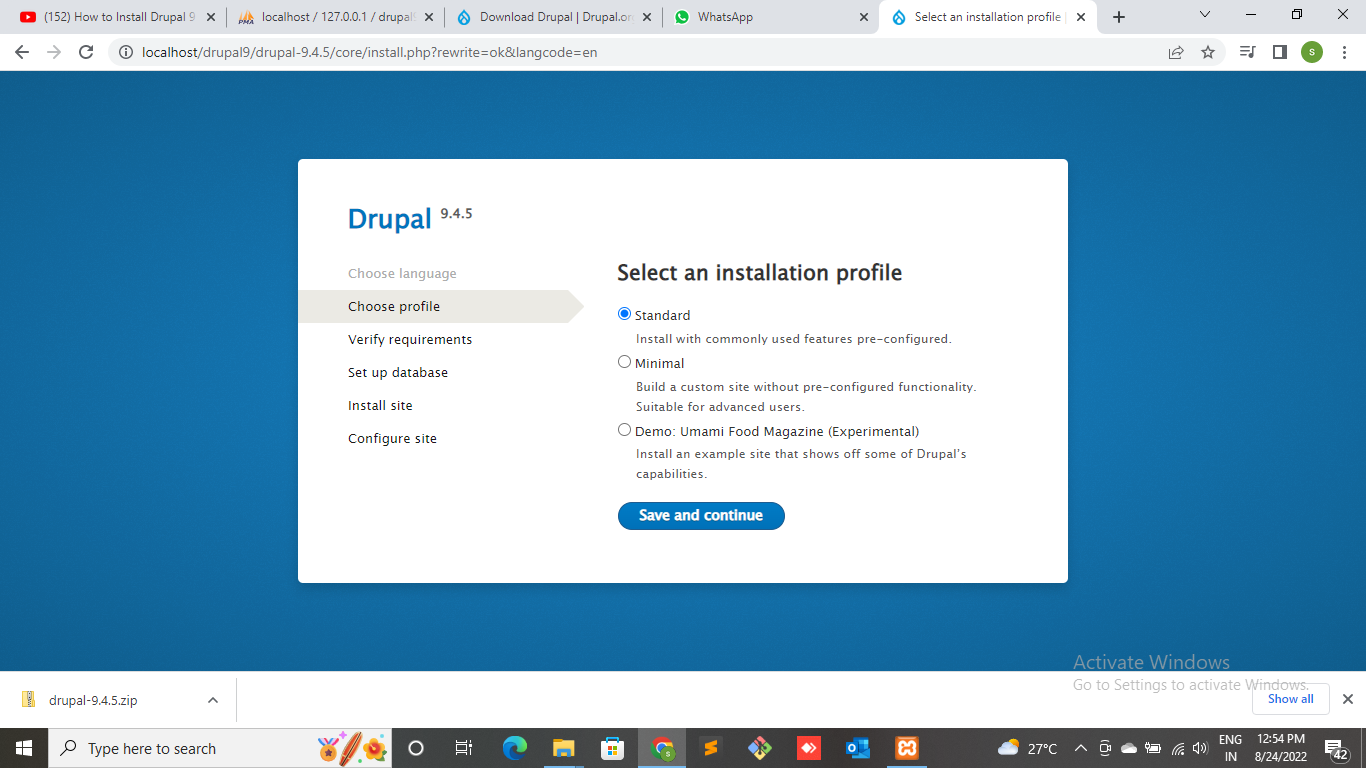 (152) How to Install Drupal 9
localhost / 127.0.0.1 / drupal
Download Drupal | Drupal.or
WhatsApp
Select an installation profile |
localhost/drupal9/drupal-9.4.5/core/install.php?rewrite=ok&langcode=en
s
Drupal 9.4.5
Choose language
Choose profile
Verify requirements
Set up database
Install site
Configure site
Select an installation profile
Standard
Install with commonly used features pre-configured.
Minimal
Build a custom site without pre-configured functionality.
Suitable for advanced users.
Demo: Umami Food Magazine (Experimental)
Install an example site that shows off some of Drupal's
capabilities.
Save and continue
Activate Windows
Go to Settings to activate Windows.
drupal-9.4.5.zip
Show all
Type here to search
27°C
ENG
IN
12:54 PM
8/24/2022
42